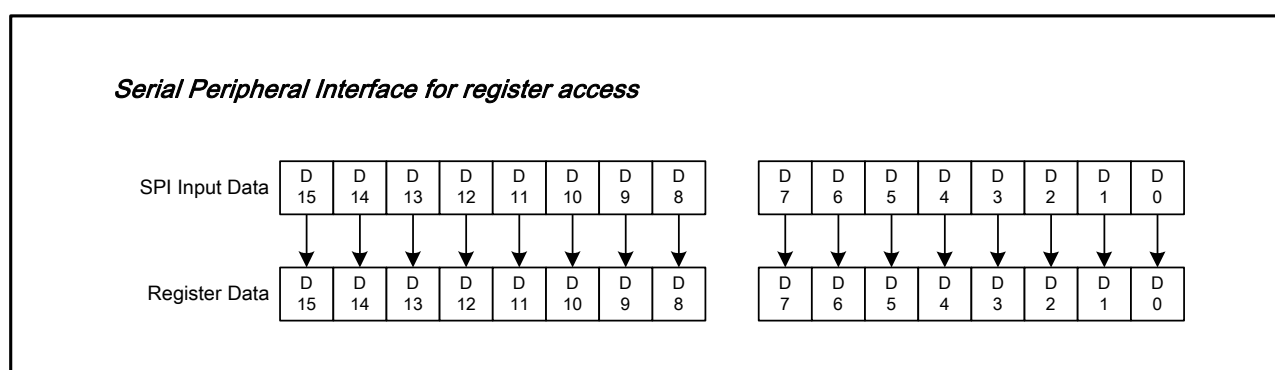 Serial Peripheral Interface for register access
SPI Input Data D 15 D 14 D 13 D 12 D 11 D 10 D 9 D 8 D 7 D 6 D 5 D 4 D 3 D 2 D 1 D 0
Register Data D 15 D 14 D 13 D 12 D 11 D 10 D 9 D 8 D 7 D 6 D 5 D 4 D 3 D 2 D 1 D 0